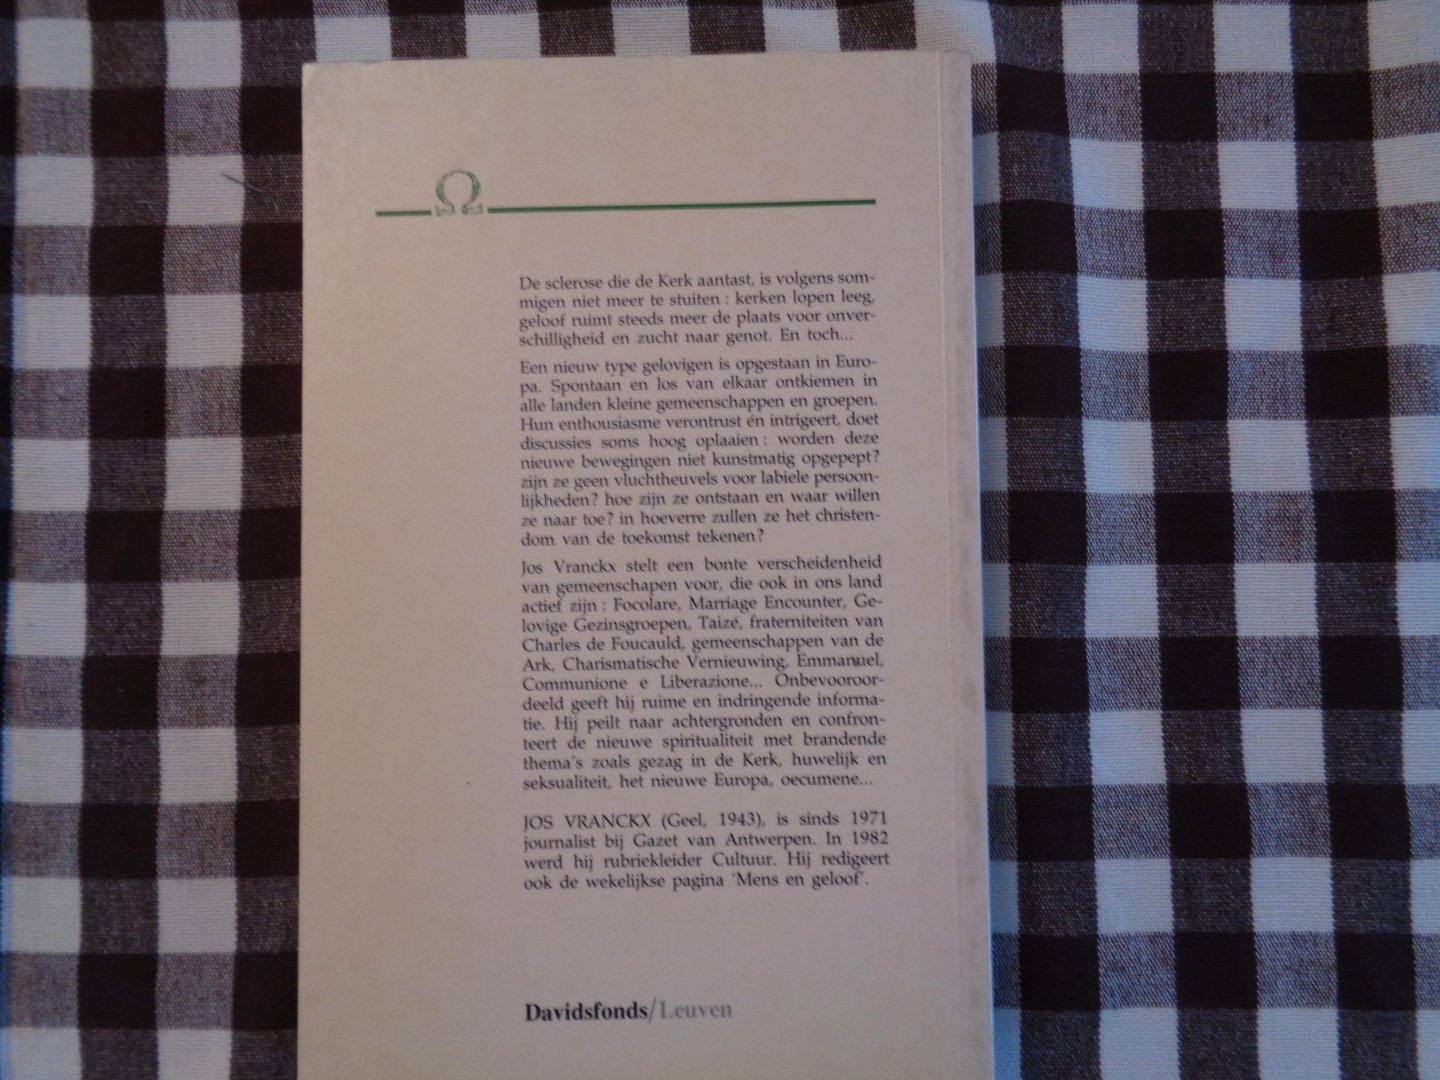 Ω
De sclerose die de Kerk aantast, is volgens som-
migen niet meer te stuiten : kerken lopen leeg,
geloof ruimt steeds meer de plaats voor onver-
schilligheid en zucht naar genot. En toch...
Een nieuw type gelovigen is opgestaan in Euro-
pa. Spontaan en los van elkaar ontkiemen in
alle landen kleine gemeenschappen en groepen.
Hun enthousiasme verontrust én intrigeert, doet
discussies soms hoog oplaaien : worden deze
nieuwe bewegingen niet kunstmatig opgepept?
zijn ze geen vluchtheuvels voor labiele persoon-
lijkheden? hoe zijn ze ontstaan en waar willen
ze naar toe? in hoeverre zullen ze het christen-
dom van de toekomst tekenen?
Jos Vranckx stelt een bonte verscheidenheid
van gemeenschapen voor, die ook in ons land
actief zijn : Focolare, Marriage Encounter, Ge-
lovige Gezinsgroepen, Taizé, fraterniteiten van
Charles de Foucauld, gemeenschappen van de
Ark, Charismatische Vernieuwing, Emmanuel,
Communione e Liberazione... Onbevooroor-
deeld geeft hij ruime en indringende informa-
tie. Hij peilt naar achtergronden en confron-
teert de nieuwe spiritualiteit met brandende
thema's zoals gezag in de Kerk, huwelijk en
seksualiteit, het nieuwe Europa, oecumene...
JOS VRANCKX (Geel, 1943), is sinds 1971
journalist bij Gazet van Antwerpen. In 1982
werd hij rubriekleider Cultuur. Hij redigeert
ook de wekelijkse pagina 'Mens en geloof'.
Davidsfonds/Leuven